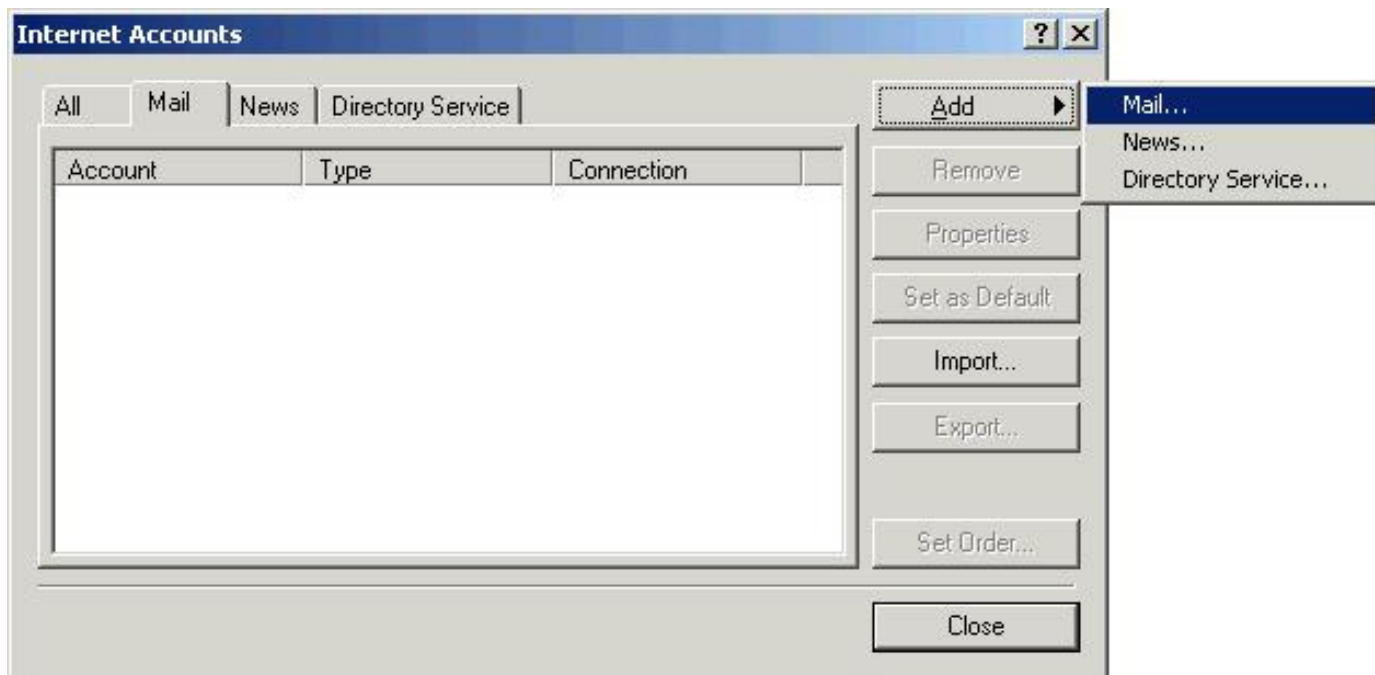 Internet Accounts
All Mail News Directory Service
Add
Mail...
News...
Directory Service...
Account Type Connection
Remove
Properties
Set as Default
Import...
Export...
Set Order...
Close